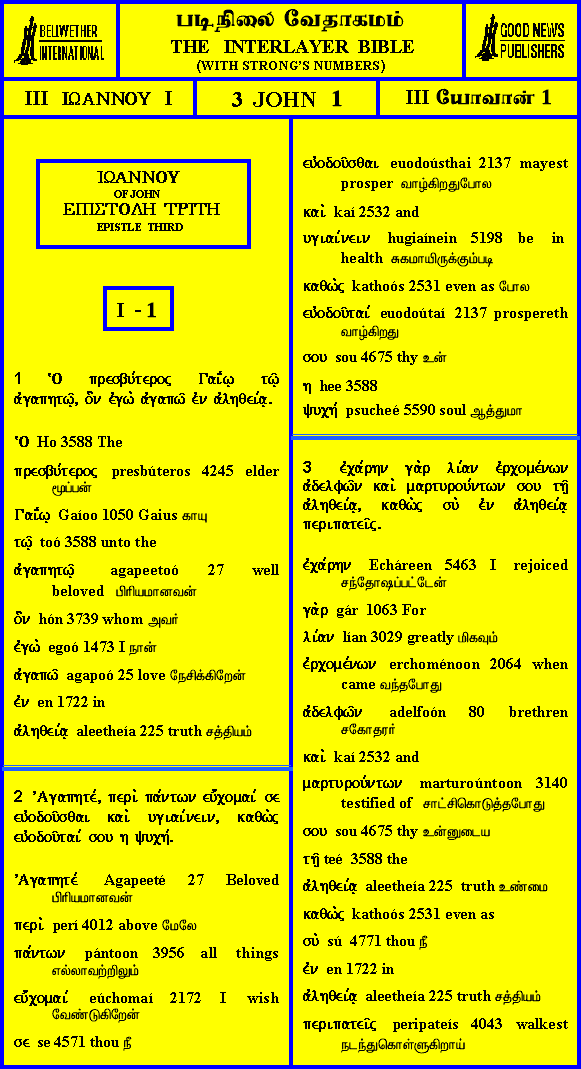 BELLWETHER
INTERNATIONAL
படிநிலை வேதாகமம்
THE INTERLAYER BIBLE
(WITH STRONG'S NUMBERS)
GOOD NEWS
PUBLISHERS
III ΙΩΑΝΝΟΥ I
3 JOHN 1
III யோவான் 1
ΙΩΑΝΝΟΥ
OF JOHN
ΕΠΙΣΤΟΛΗ ΤΡΙΤΗ
EPISTLE THIRD
I - 1
1 Ὁ πρεσβύτερος Γαΐῳ τῷ
ἀγαπητῷ, ὃν ἐγὼ ἀγαπῶ ἐν ἀληθείᾳ.
Ὁ Ho 3588 The
πρεσβύτερος presbúteros 4245 elder
மூப்பன்
Γαΐῳ Gaíoo 1050 Gaius காயு
τῷ toó 3588 unto the
ἀγαπητῷ agapeetoó 27 well
beloved பிரியமானவன்
ὃν hón 3739 whom அவர்
ἐγὼ egoó 1473 I நான்
ἀγαπῶ agapoó 25 love நேசிக்கிறேன்
ἐν en 1722 in
ἀληθείᾳ aleetheía 225 truth சத்தியம்
2 Ἀγαπητέ, περὶ πάντων εὔχομαί σε
εὐοδοῦσθαι καὶ υγιαίνειν, καθὼς
εὐοδοῦταί σου η ψυχή.
Ἀγαπητέ Agapeeté 27 Beloved
பிரியமானவன்
περὶ perí 4012 above மேலே
πάντων pántoon 3956 all things
எல்லாவற்றிலும்
εὔχομαί eúchomaí 2172 I wish
வேண்டுகிறேன்
σε se 4571 thou நீ
εὐοδοῦσθαι euodoústhai 2137 mayest
prosper வாழ்கிறதுபோல
καὶ kaí 2532 and
υγιαίνειν hugiaínein 5198 be in
health சுகமாயிருக்கும்படி
καθὼς kathoós 2531 even as போல
εὐοδοῦταί euodoútaí 2137 prospereth
வாழ்கிறது
σου sou 4675 thy உன்
η hee 3588
ψυχή psucheé 5590 soul ஆத்துமா
3 ἐχάρην γὰρ λίαν ἐρχομένων
ἀδελφῶν καὶ μαρτυρούντων σου τῇ
ἀληθείᾳ, καθὼς σὺ ἐν ἀληθείᾳ
περιπατεῖς.
ἐχάρην Echáreen 5463 I rejoiced
சந்தோஷப்பட்டேன்
γὰρ gár 1063 For
λίαν lían 3029 greatly மிகவும்
ἐρχομένων erchoménoon 2064 when
came வந்தபோது
ἀδελφῶν adelfoón 80 brethren
சகோதரர்
καὶ kaí 2532 and
μαρτυρούντων marturoúntoon 3140
testified of சாட்சிகொடுத்தபோது
σου sou 4675 thy உன்னுடைய
τῇ teé 3588 the
ἀληθείᾳ aleetheía 225 truth உண்மை
καθὼς kathoós 2531 even as
σὺ sú 4771 thou நீ
ἐν en 1722 in
ἀληθείᾳ aleetheía 225 truth சத்தியம்
περιπατεῖς peripateís 4043 walkest
நடந்துகொள்ளுகிறாய்